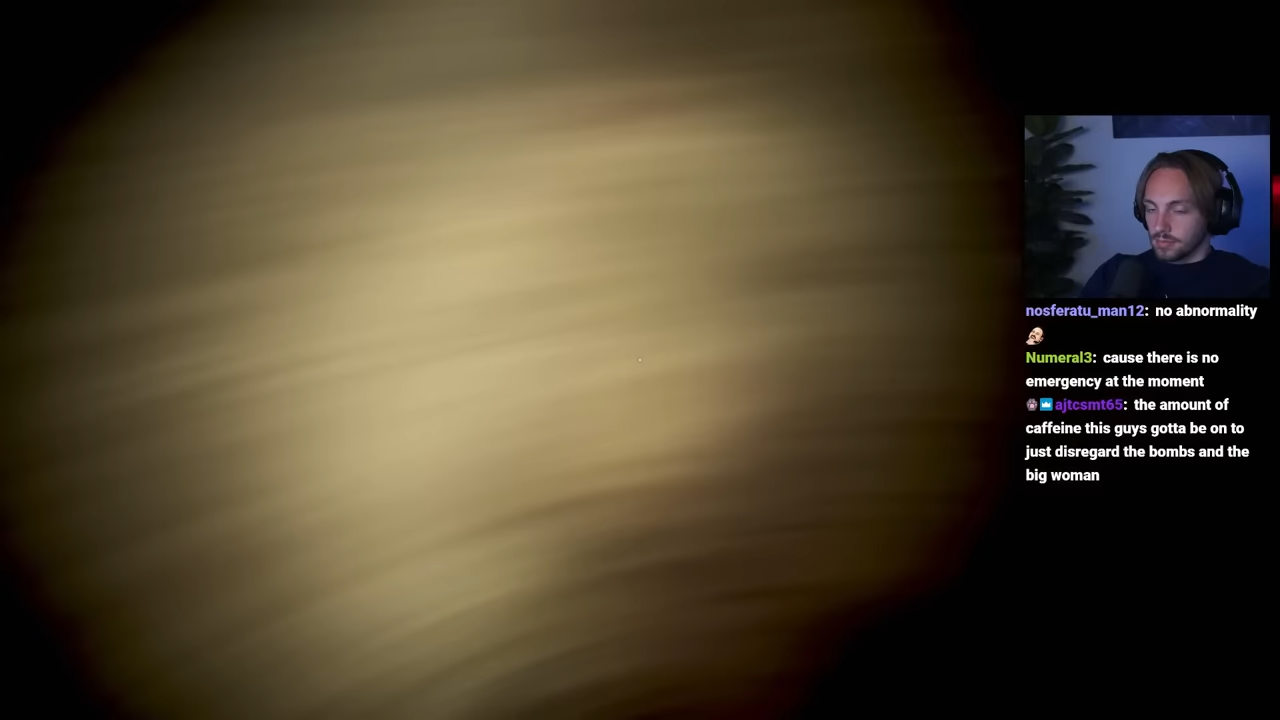 nosferatu_man12: no abnormality
Numeral3: cause there is no
emergency at the moment
ajtcsmt65: the amount of
caffeine this guys gotta be on to
just disregard the bombs and the
big woman